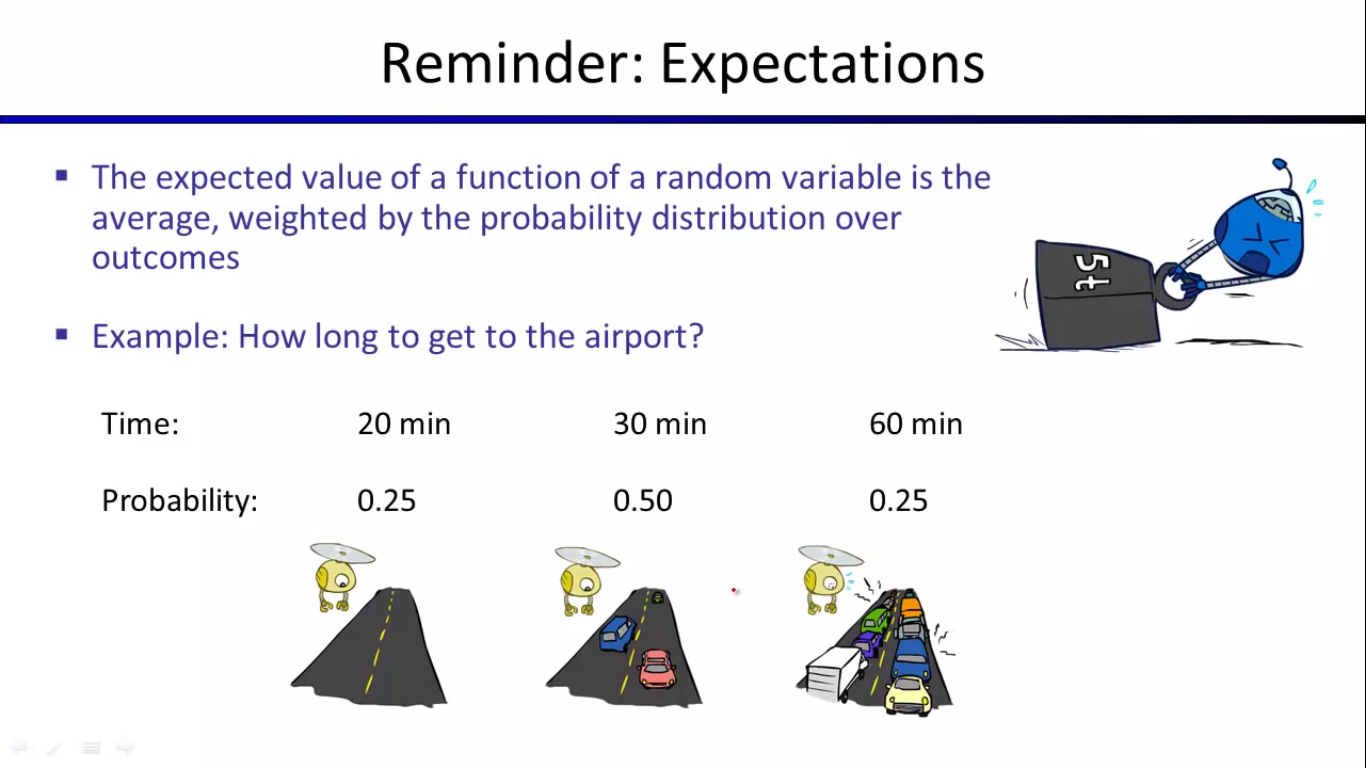 Reminder: Expectations
The expected value of a function of a random variable is the
average, weighted by the probability distribution over
outcomes
5t
Example: How long to get to the airport?
Time: 20 min 30 min 60 min
Probability: 0.25 0.50 0.25